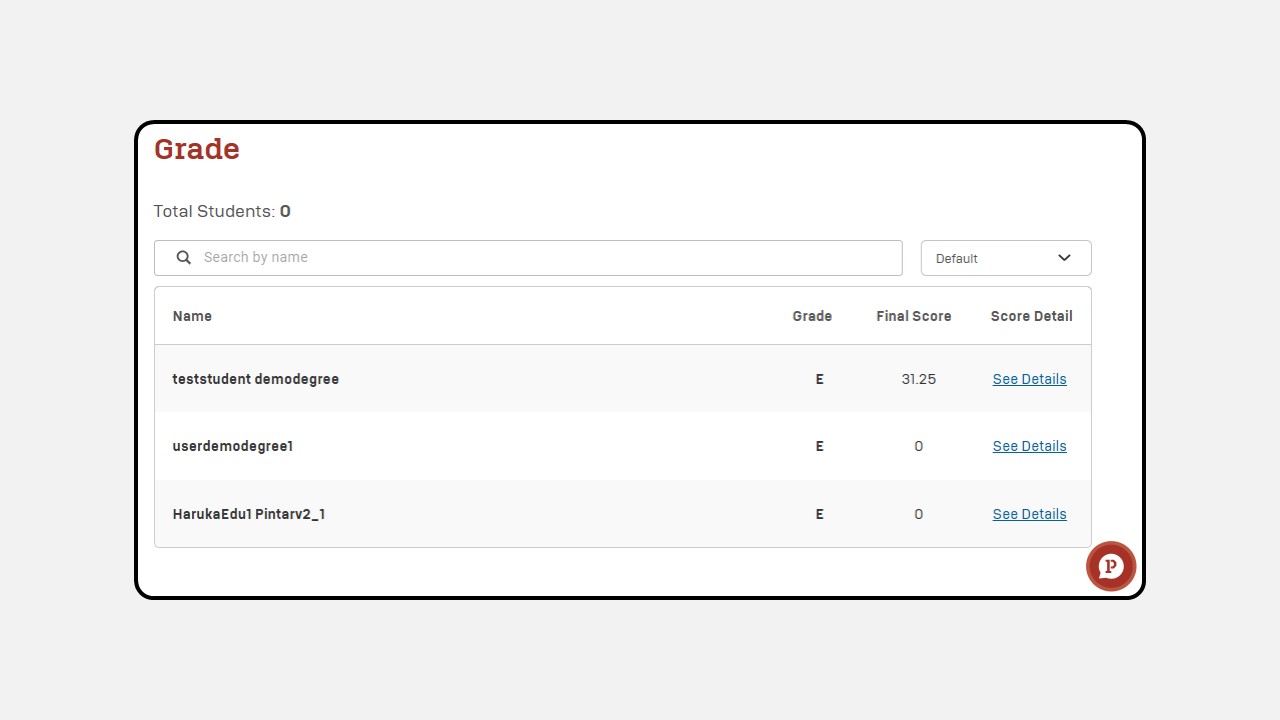 Grade
Total Students: 0
Search by name
Default
Name Grade Final Score Score Detail
teststudent demodegree E 31.25 See Details
userdemodegree1 E 0 See Details
HarukaEdu1 Pintarv2_1 E 0 See Details
P